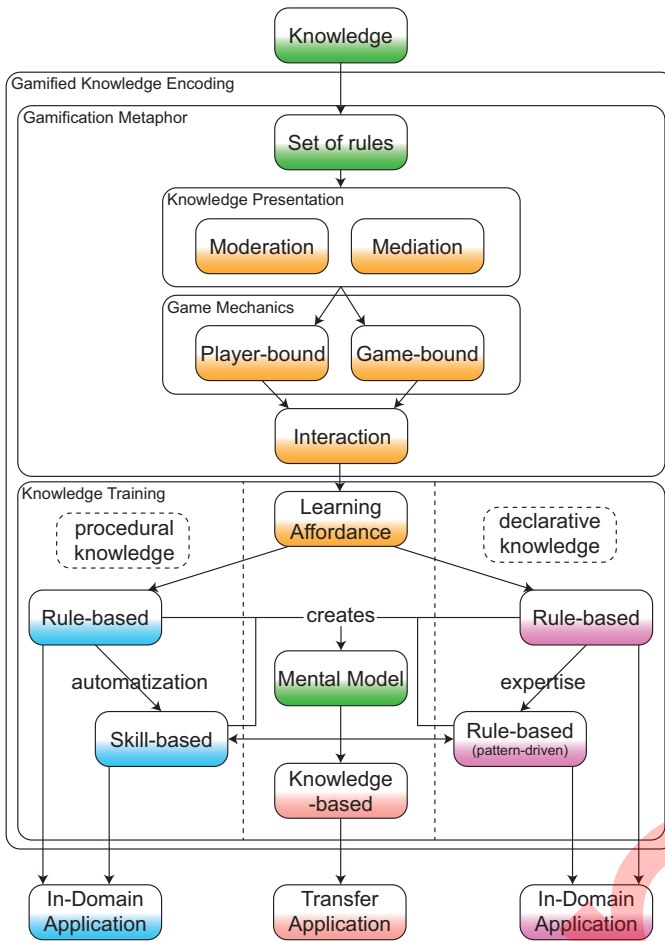 Knowledge
Gamified Knowledge Encoding
Gamification Metaphor
Set of rules
Knowledge Presentation
Moderation
Mediation
Game Mechanics
Player-bound
Game-bound
Interaction
Knowledge Training
Learning
Affordance
procedural
knowledge
declarative
knowledge
Rule-based
creates
Rule-based
automatization
Mental Model
expertise
Skill-based
Rule-based
(pattern-driven)
Knowledge
-based
In-Domain
Application
Transfer
Application
In-Domain
Application